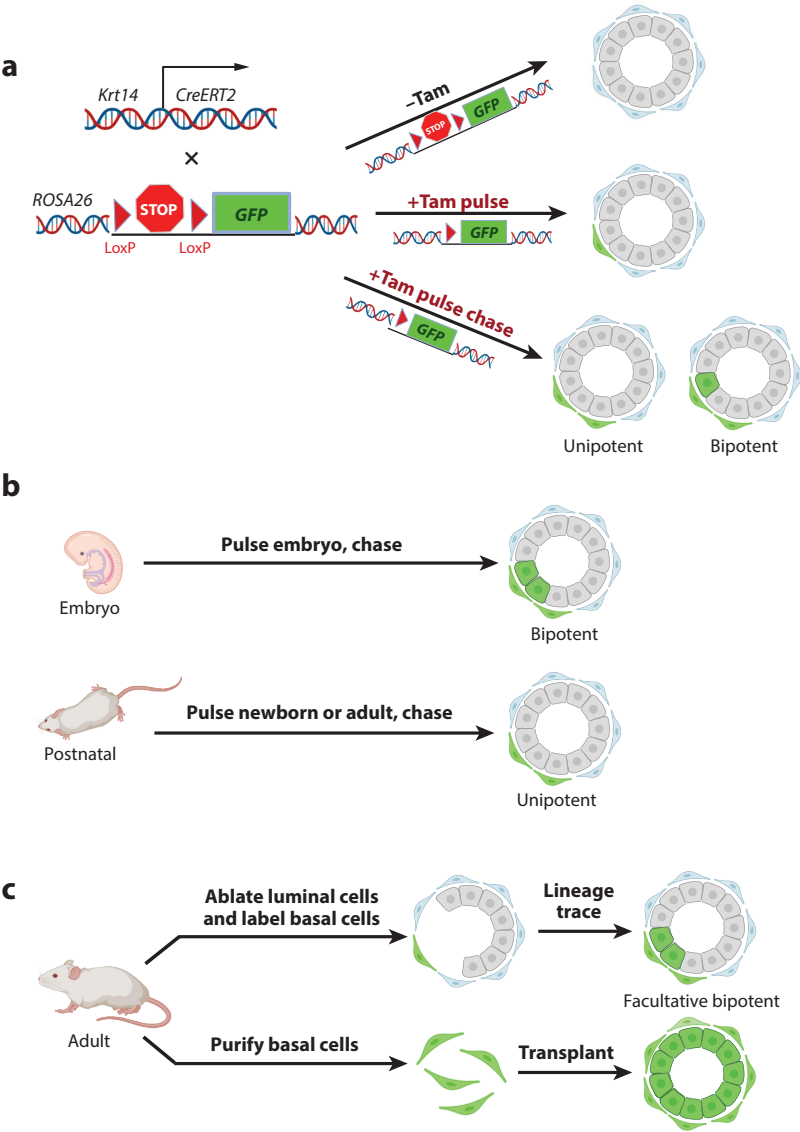 a
Krt14 CreERT2
×
ROSA26
STOP
GFP
LoxP LoxP
–Tam
STOP
GFP
+Tam pulse
GFP
+Tam pulse chase
GFP
Unipotent
Bipotent
b
Embryo
Pulse embryo, chase
Bipotent
Postnatal
Pulse newborn or adult, chase
Unipotent
c
Adult
Ablate luminal cells
and label basal cells
Lineage
trace
Facultative bipotent
Purify basal cells
Transplant